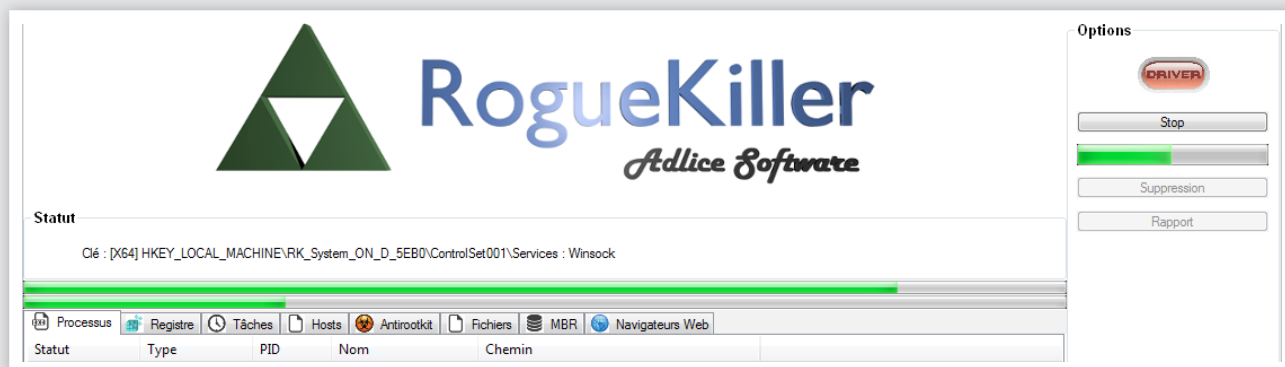 RogueKiller
Adlice Software
Options
DRIVER
Stop
Suppression
Rapport
Statut
Clé : [X64] HKEY_LOCAL_MACHINE\RK_System_ON_D_5EB0\ControlSet001\Services : Winsock
Processus Registre Tâches Hosts Antirootkit Fichiers MBR Navigateurs Web
Statut Type PID Nom Chemin